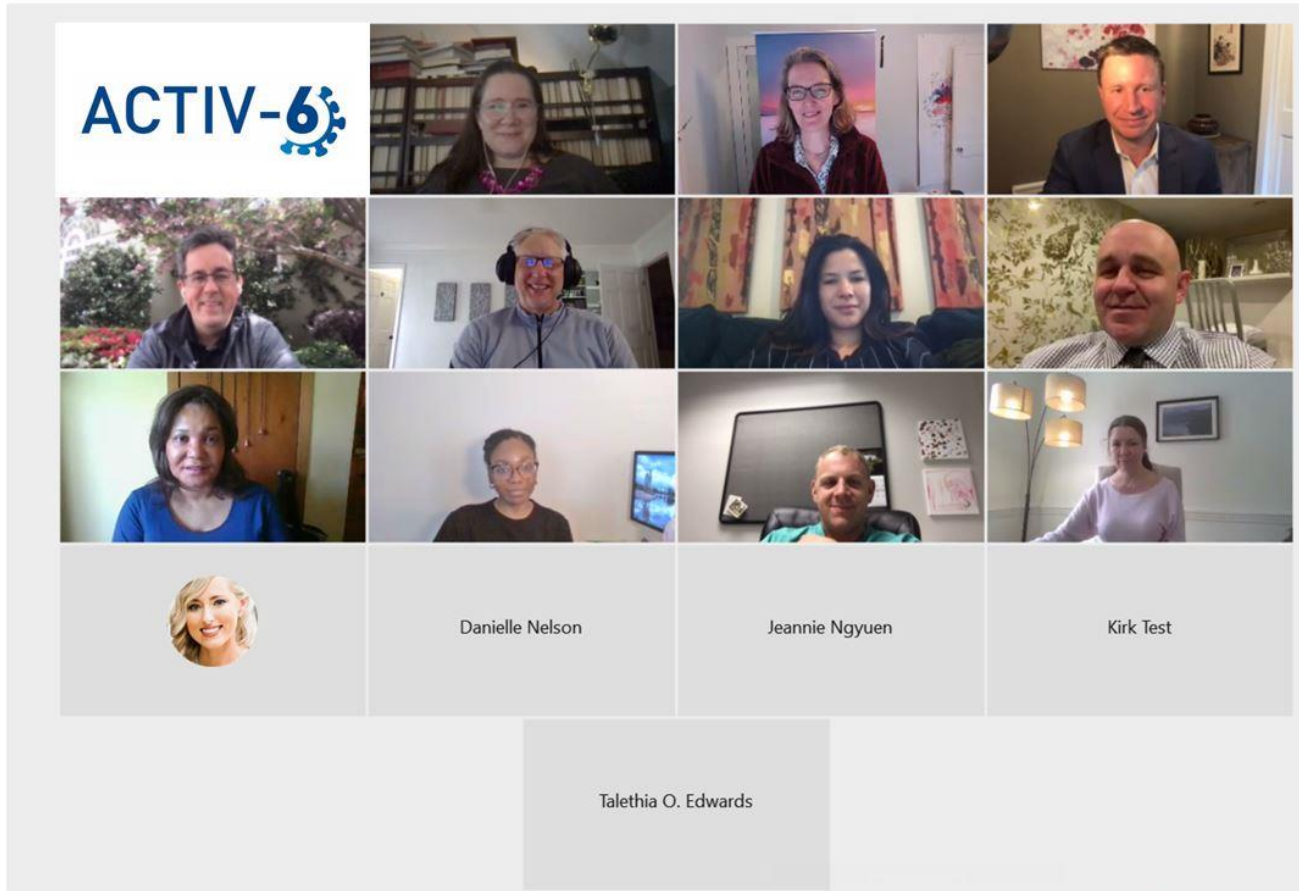 ACTIV-6
Danielle Nelson
Jeannie Ngyuen
Kirk Test
Talethia O. Edwards